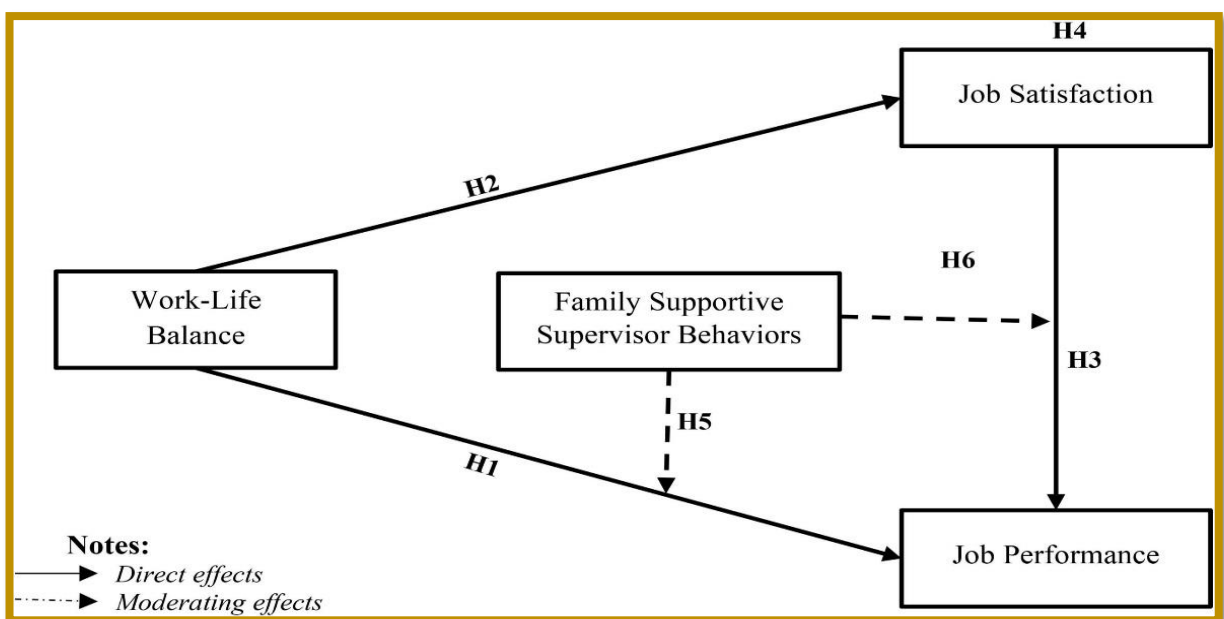 H4
Job Satisfaction
H2
H6
Work-Life
Balance
Family Supportive
Supervisor Behaviors
H3
H5
H1
Job Performance
Notes:
Direct effects
Moderating effects